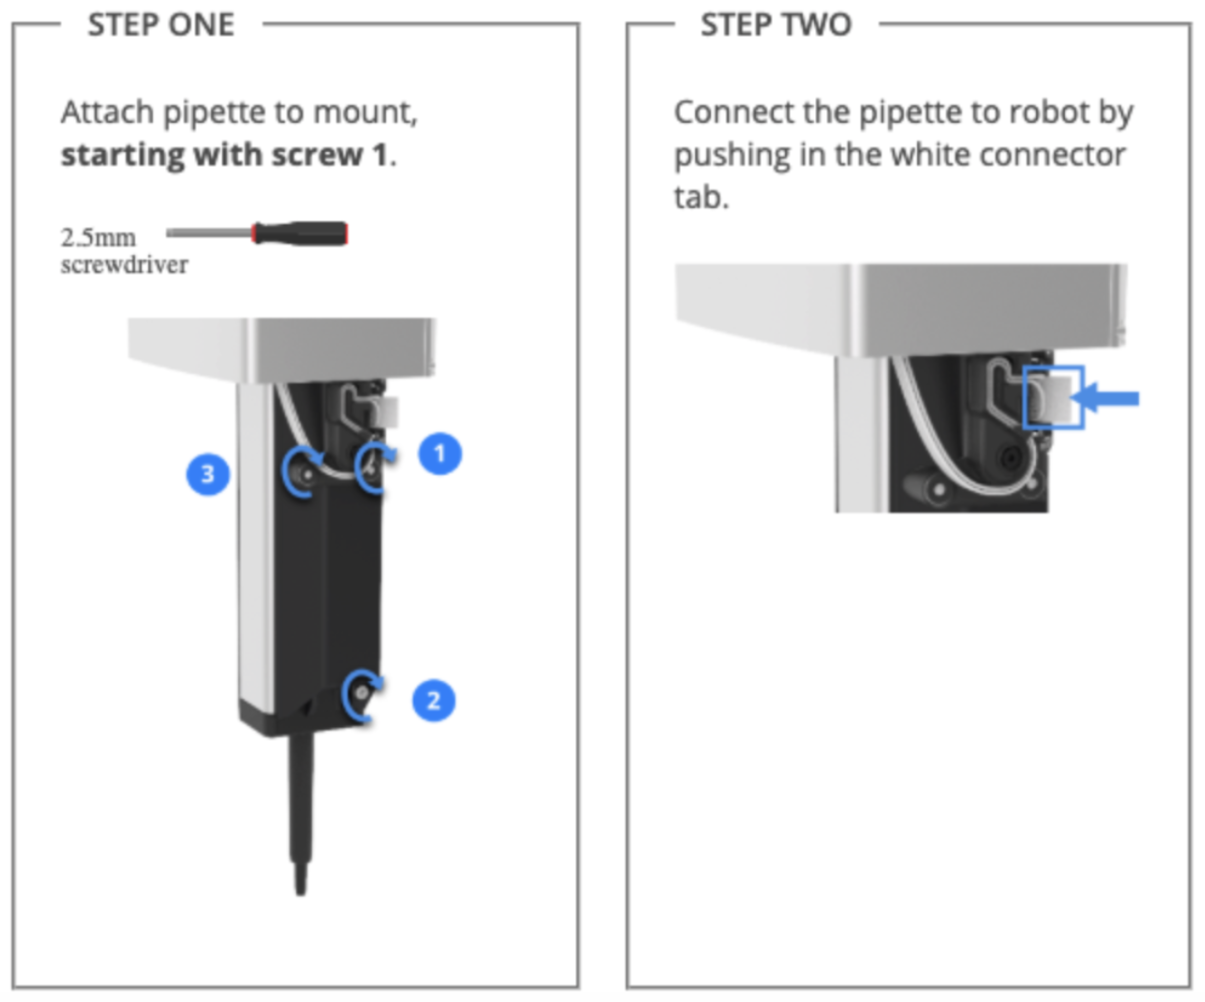 STEP ONE
Attach pipette to mount,
starting with screw 1.
2.5mm
screwdriver
3
1
2
STEP TWO
Connect the pipette to robot by
pushing in the white connector
tab.